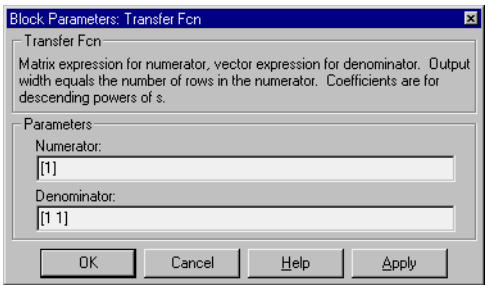 Block Parameters: Transfer Fcn
Transfer Fcn
Matrix expression for numerator, vector expression for denominator. Output
width equals the number of rows in the numerator. Coefficients are for
descending powers of s.
Parameters
Numerator:
[1]
Denominator:
[1 1]
OK Cancel Help Apply